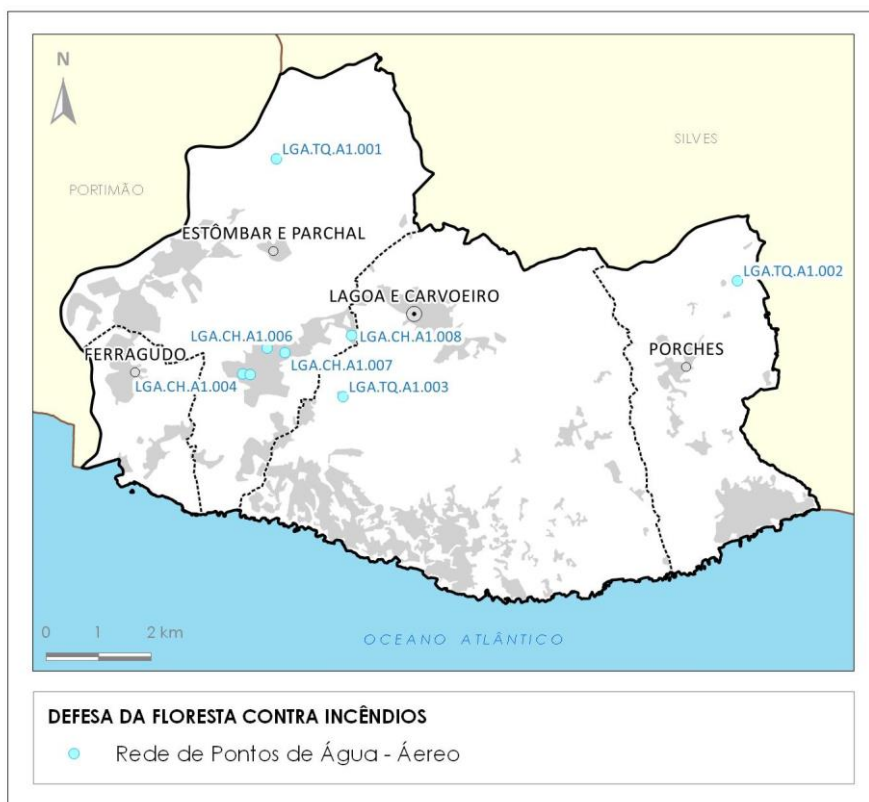 N
LGA.TQ.A1.001
SILVES
PORTIMÃO
ESTÔMBAR E PARCHAL
LGA.TQ.A1.002
LAGOA E CARVOEIRO
LGA.CH.A1.006
LGA.CH.A1.008
FERRAGUDO
LGA.CH.A1.007
PORCHES
LGA.CH.A1.004
LGA.TQ.A1.003
0 1 2 km
OCEANO ATLÂNTICO
DEFESA DA FLORESTA CONTRA INCÊNDIOS
Rede de Pontos de Água - Áereo